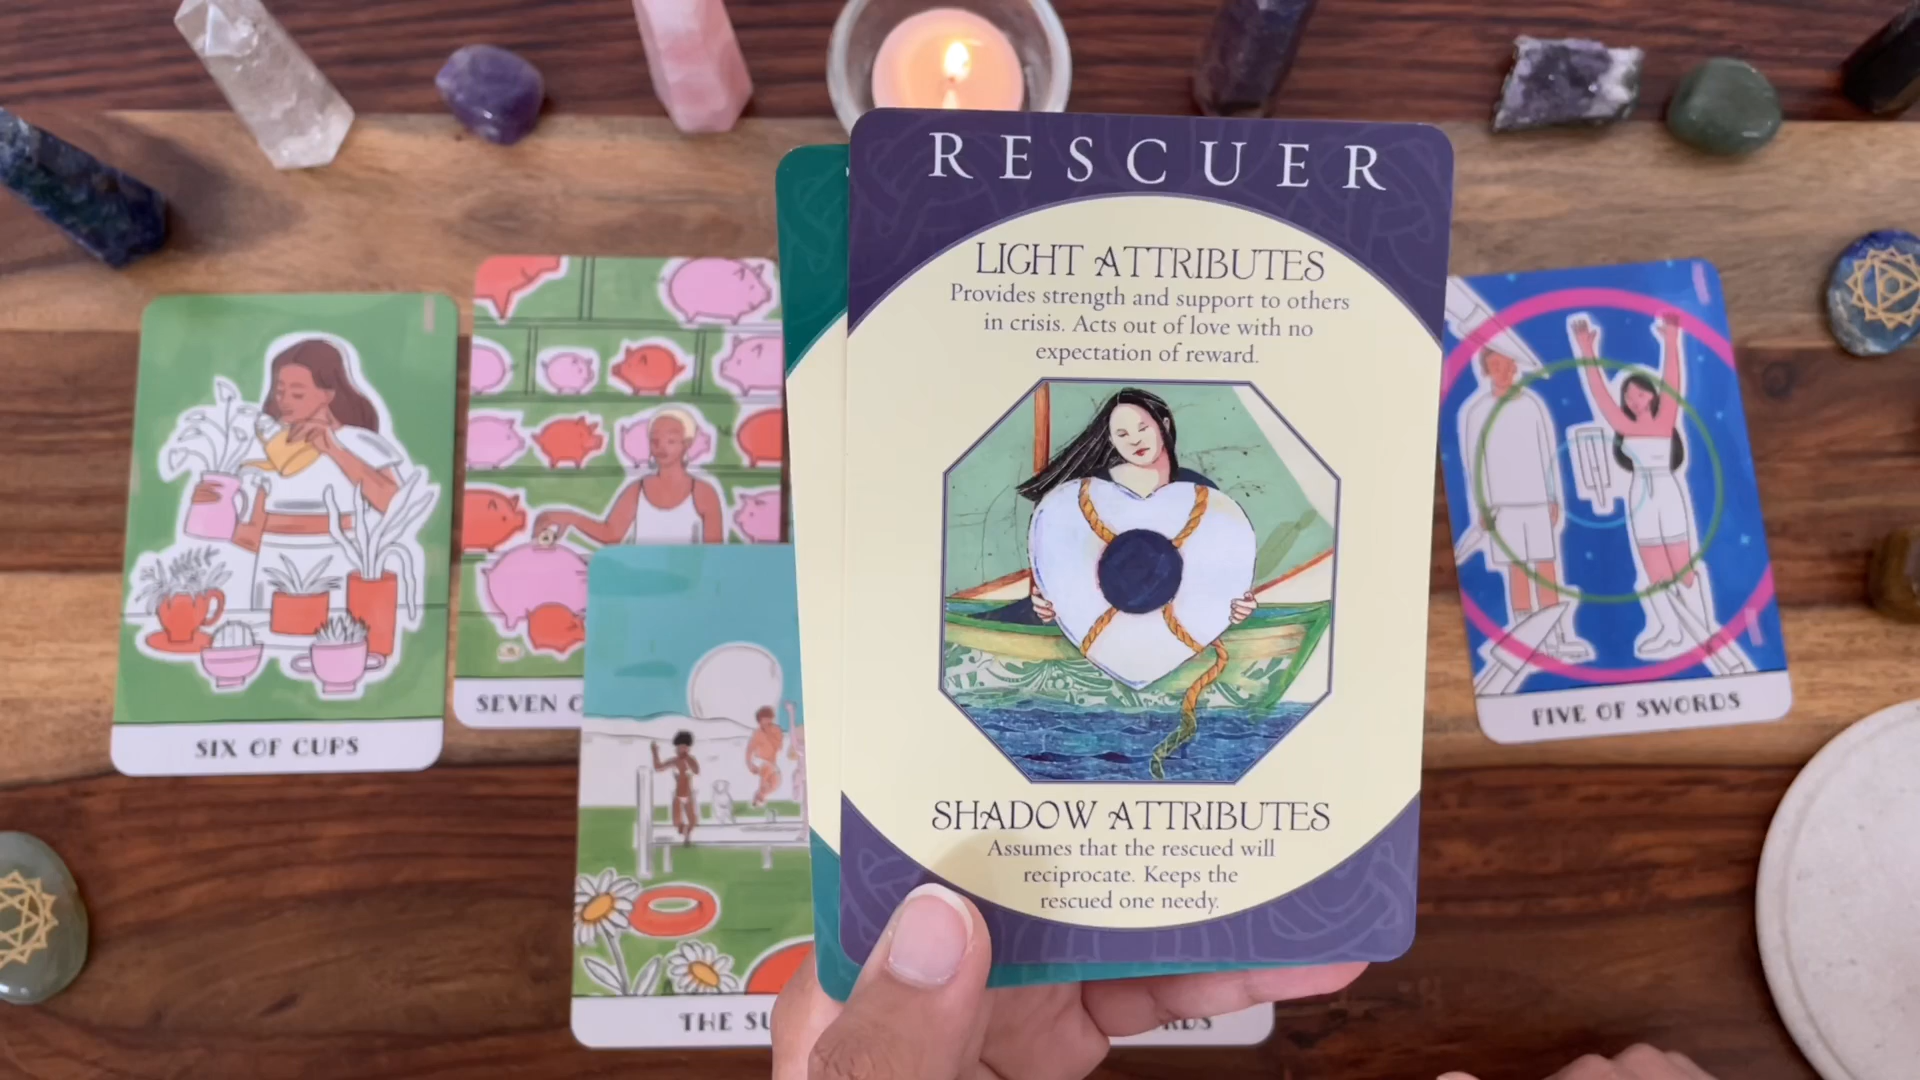 RESCUER
LIGHT ATTRIBUTES
Provides strength and support to others
in crisis. Acts out of love with no
expectation of reward.
SHADOW ATTRIBUTES
Assumes that the rescued will
reciprocate. Keeps the
rescued one needy.
SIX OF CUPS
SEVEN
FIVE OF SWORDS
THE